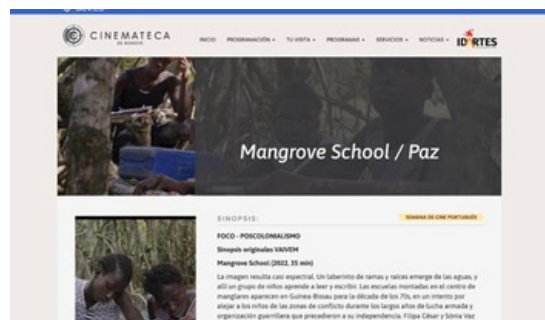 CINEMATECA
DE BOGOTÁ
INICIO PROGRAMACIÓN TU VISITA PROGRAMAS SERVICIOS NOTICIAS IDARTES
Mangrove School / Paz
SINOPSIS:
SEMANA DE CINE PORTUGUÉS
FOCO - POSCOLONIALISMO
Sinopsis originales VAIVEM
Mangrove School (2022, 35 min)
La imagen resulta casi espectral. Un laberinto de ramas y raíces emerge de las aguas, y
allí un grupo de niños aprende a leer y escribir. Las escuelas montadas en el centro de
manglares aparecen en Guinea-Bissau para la década de los 70s, en un intento por
alejar a los niños de las zonas de conflicto durante los largos años de lucha armada y
organización guerrillera que precedieron a su independencia. Filipa César y Sónia Vaz